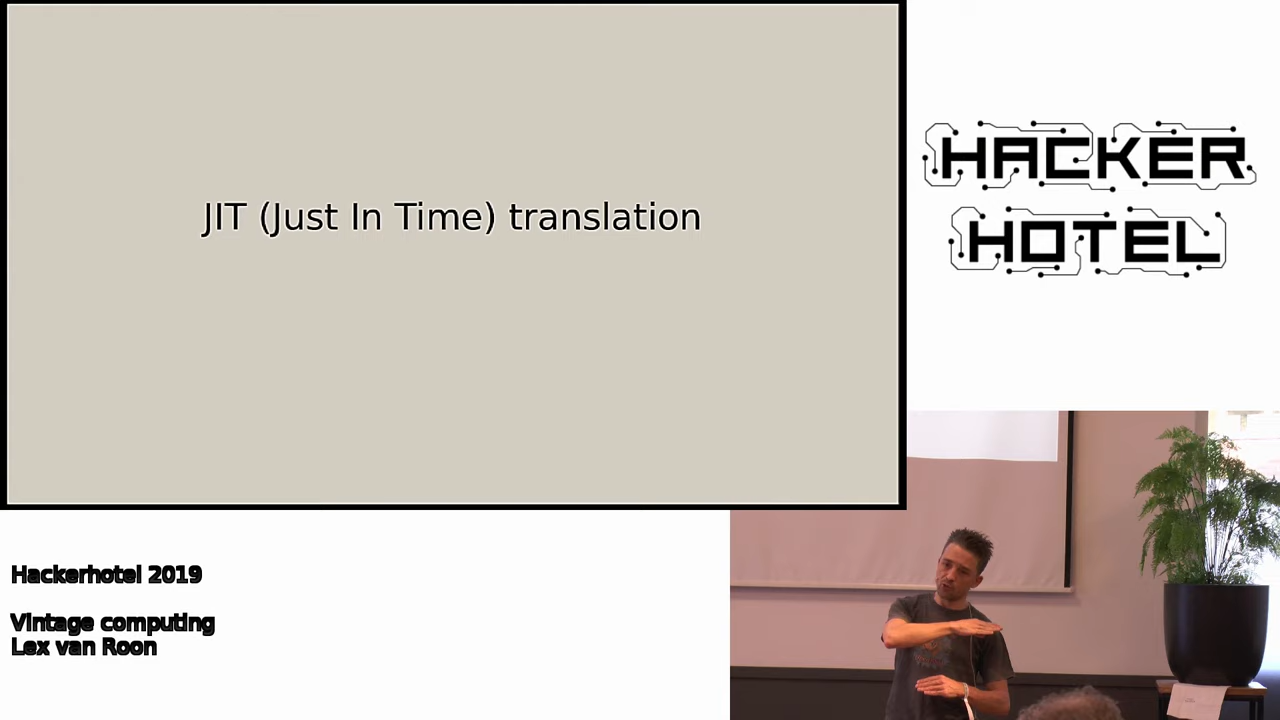 JIT (Just In Time) translation
HACKER
HOTEL
Hackerhotel 2019
Vintage computing
Lex van Roon